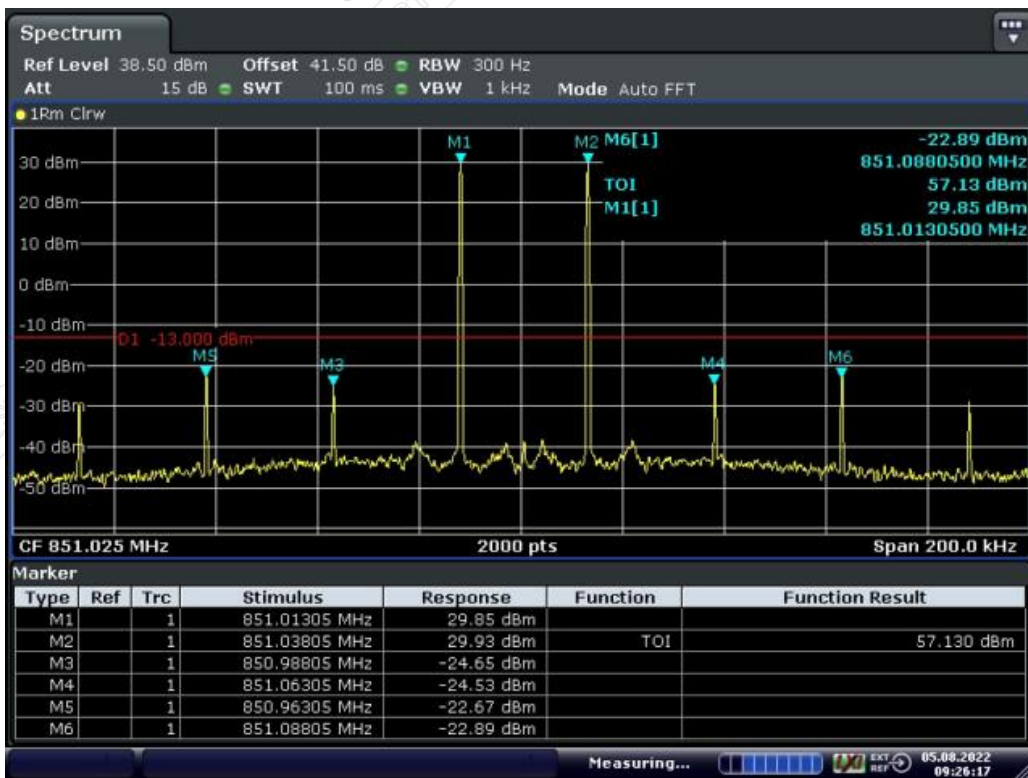 Spectrum
Ref Level 38.50 dBm Offset 41.50 dB RBW 300 Hz
Att 15 dB SWT 100 ms VBW 1 kHz Mode Auto FFT
1Rm Clrw
M1 M2 M6[1] -22.89 dBm
30 dBm 851.0880500 MHz
TOI 57.13 dBm
20 dBm M1[1] 29.85 dBm
851.0130500 MHz
10 dBm
0 dBm
-10 dBm
D1 -13.000 dBm
M5 M3 M4 M6
-20 dBm
-30 dBm
-40 dBm
-50 dBm
CF 851.025 MHz 2000 pts Span 200.0 kHz
Marker
Type Ref Trc Stimulus Response Function Function Result
M1 1 851.01305 MHz 29.85 dBm
M2 1 851.03805 MHz 29.93 dBm TOI 57.130 dBm
M3 1 850.98805 MHz -24.65 dBm
M4 1 851.06305 MHz -24.53 dBm
M5 1 850.96305 MHz -22.67 dBm
M6 1 851.08805 MHz -22.89 dBm
Measuring... LXI EXT REF 05.08.2022
09:26:17